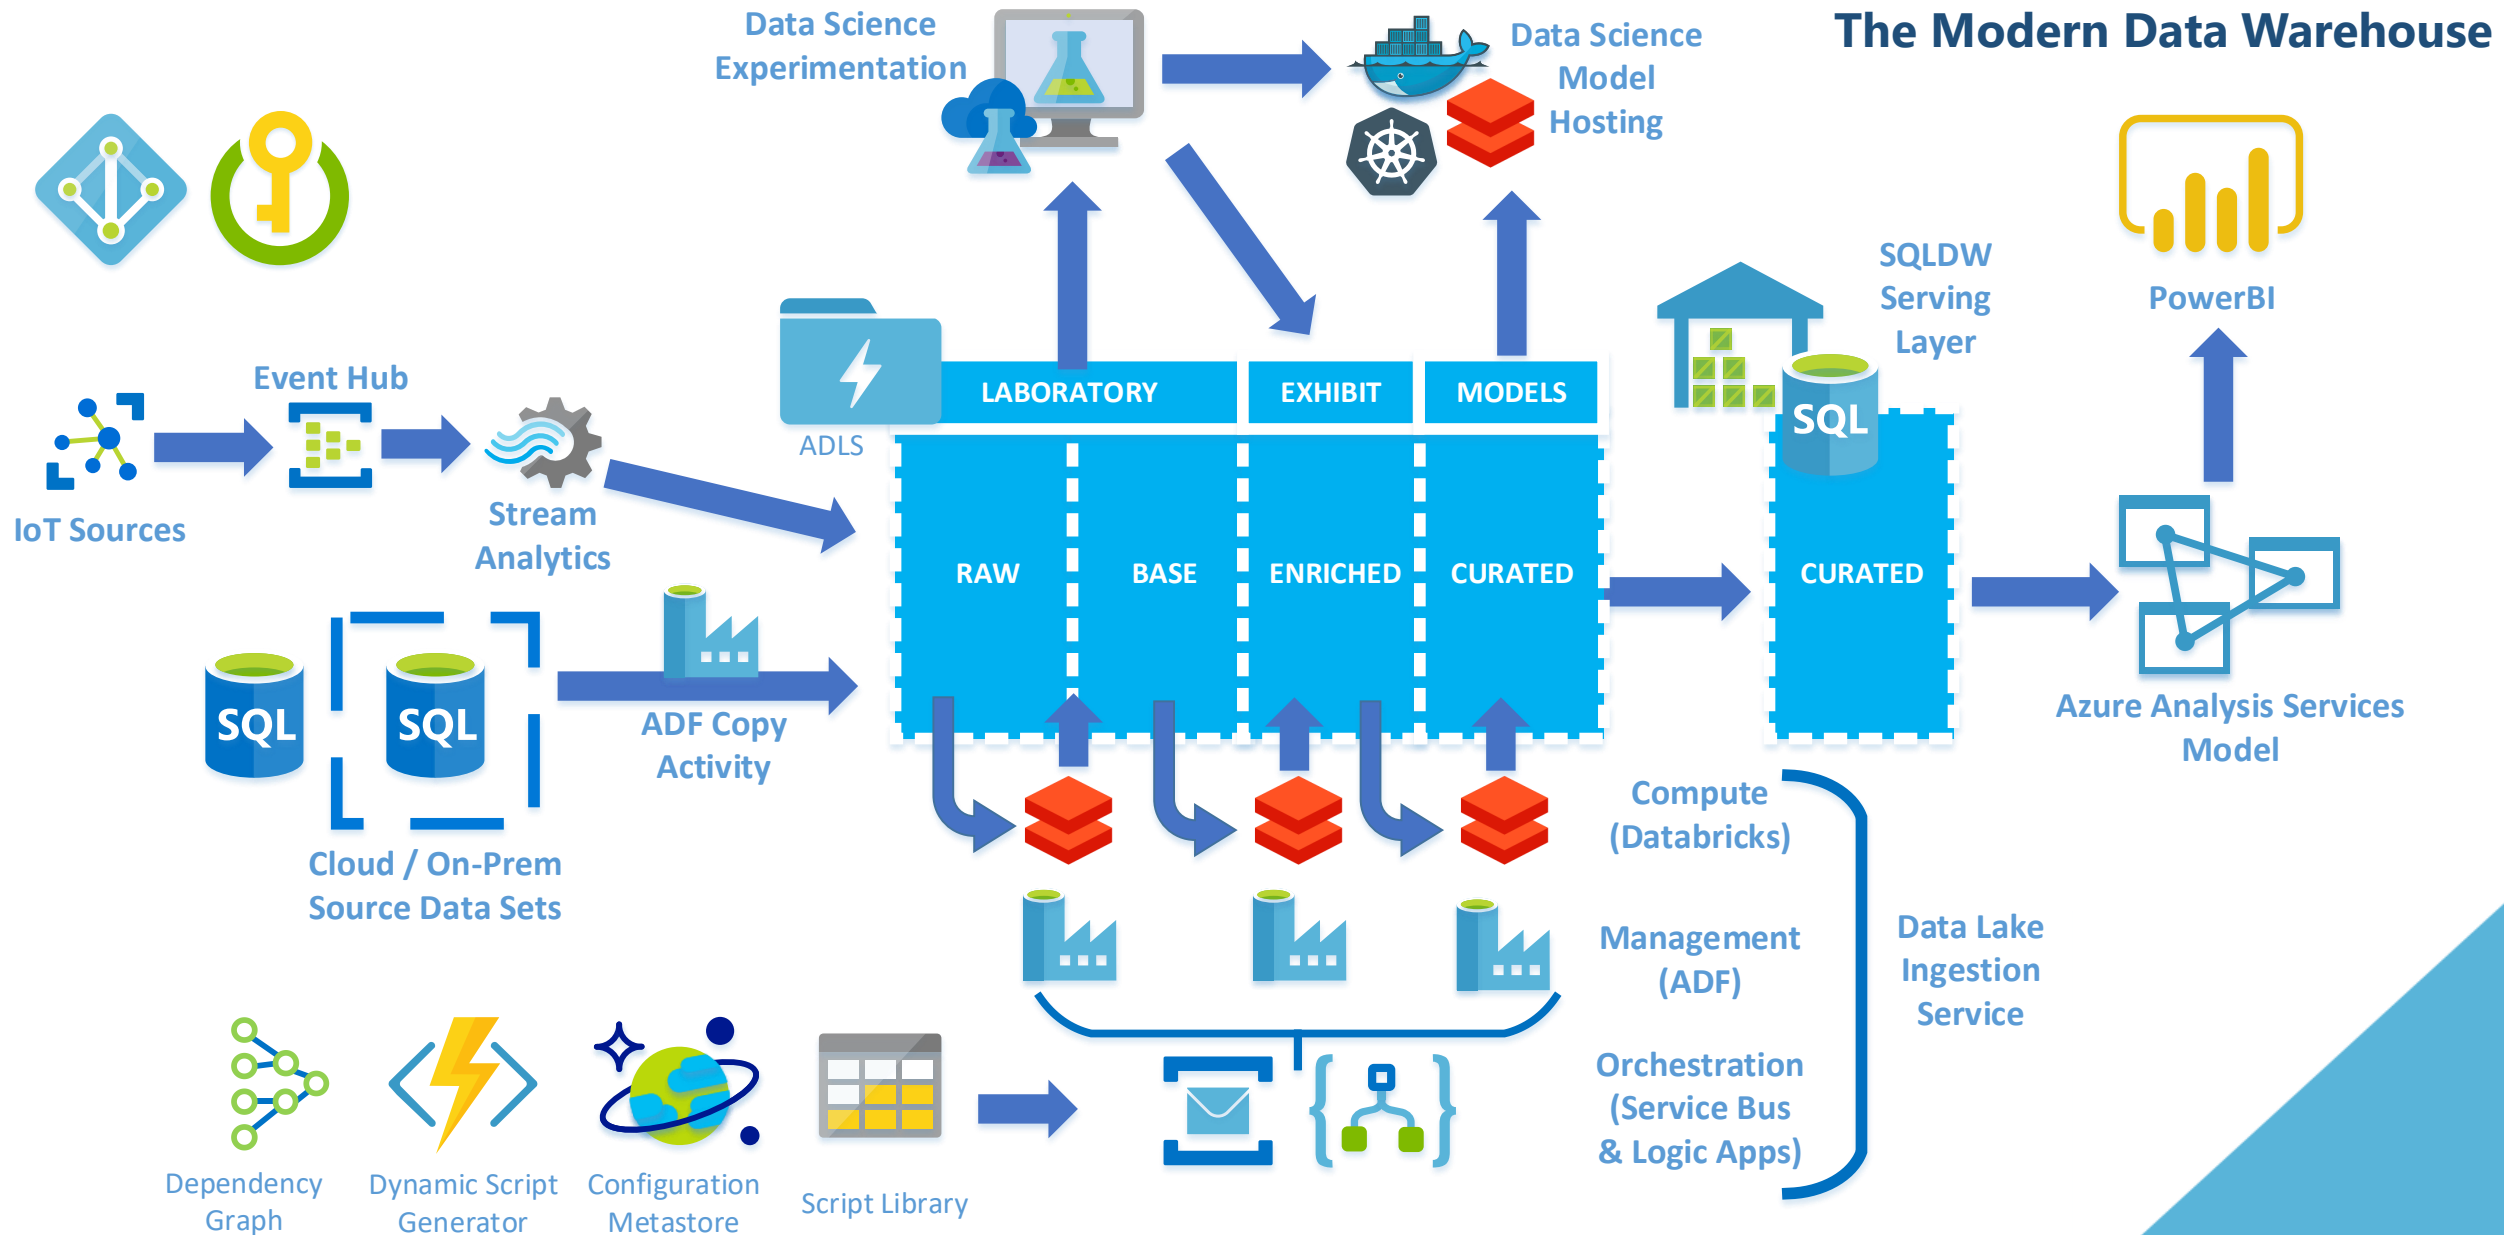 The Modern Data Warehouse
Data Science
Experimentation
Data Science
Model
Hosting
SQLDW
Serving
Layer
PowerBI
Event Hub
IoT Sources
Stream
Analytics
ADLS
LABORATORY
EXHIBIT
MODELS
RAW
BASE
ENRICHED
CURATED
SQL
CURATED
Azure Analysis Services
Model
SQL
SQL
Cloud / On-Prem
Source Data Sets
ADF Copy
Activity
Compute
(Databricks)
Management
(ADF)
Orchestration
(Service Bus
& Logic Apps)
Data Lake
Ingestion
Service
Dependency
Graph
Dynamic Script
Generator
Configuration
Metastore
Script Library